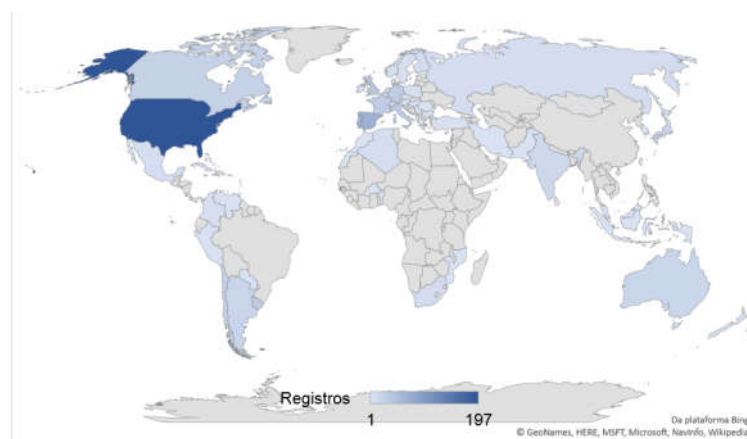 Registros
1 197
Da plataforma Bing
© GeoNames, HERE, MSFT, Microsoft, NavInfo, Wikipedia